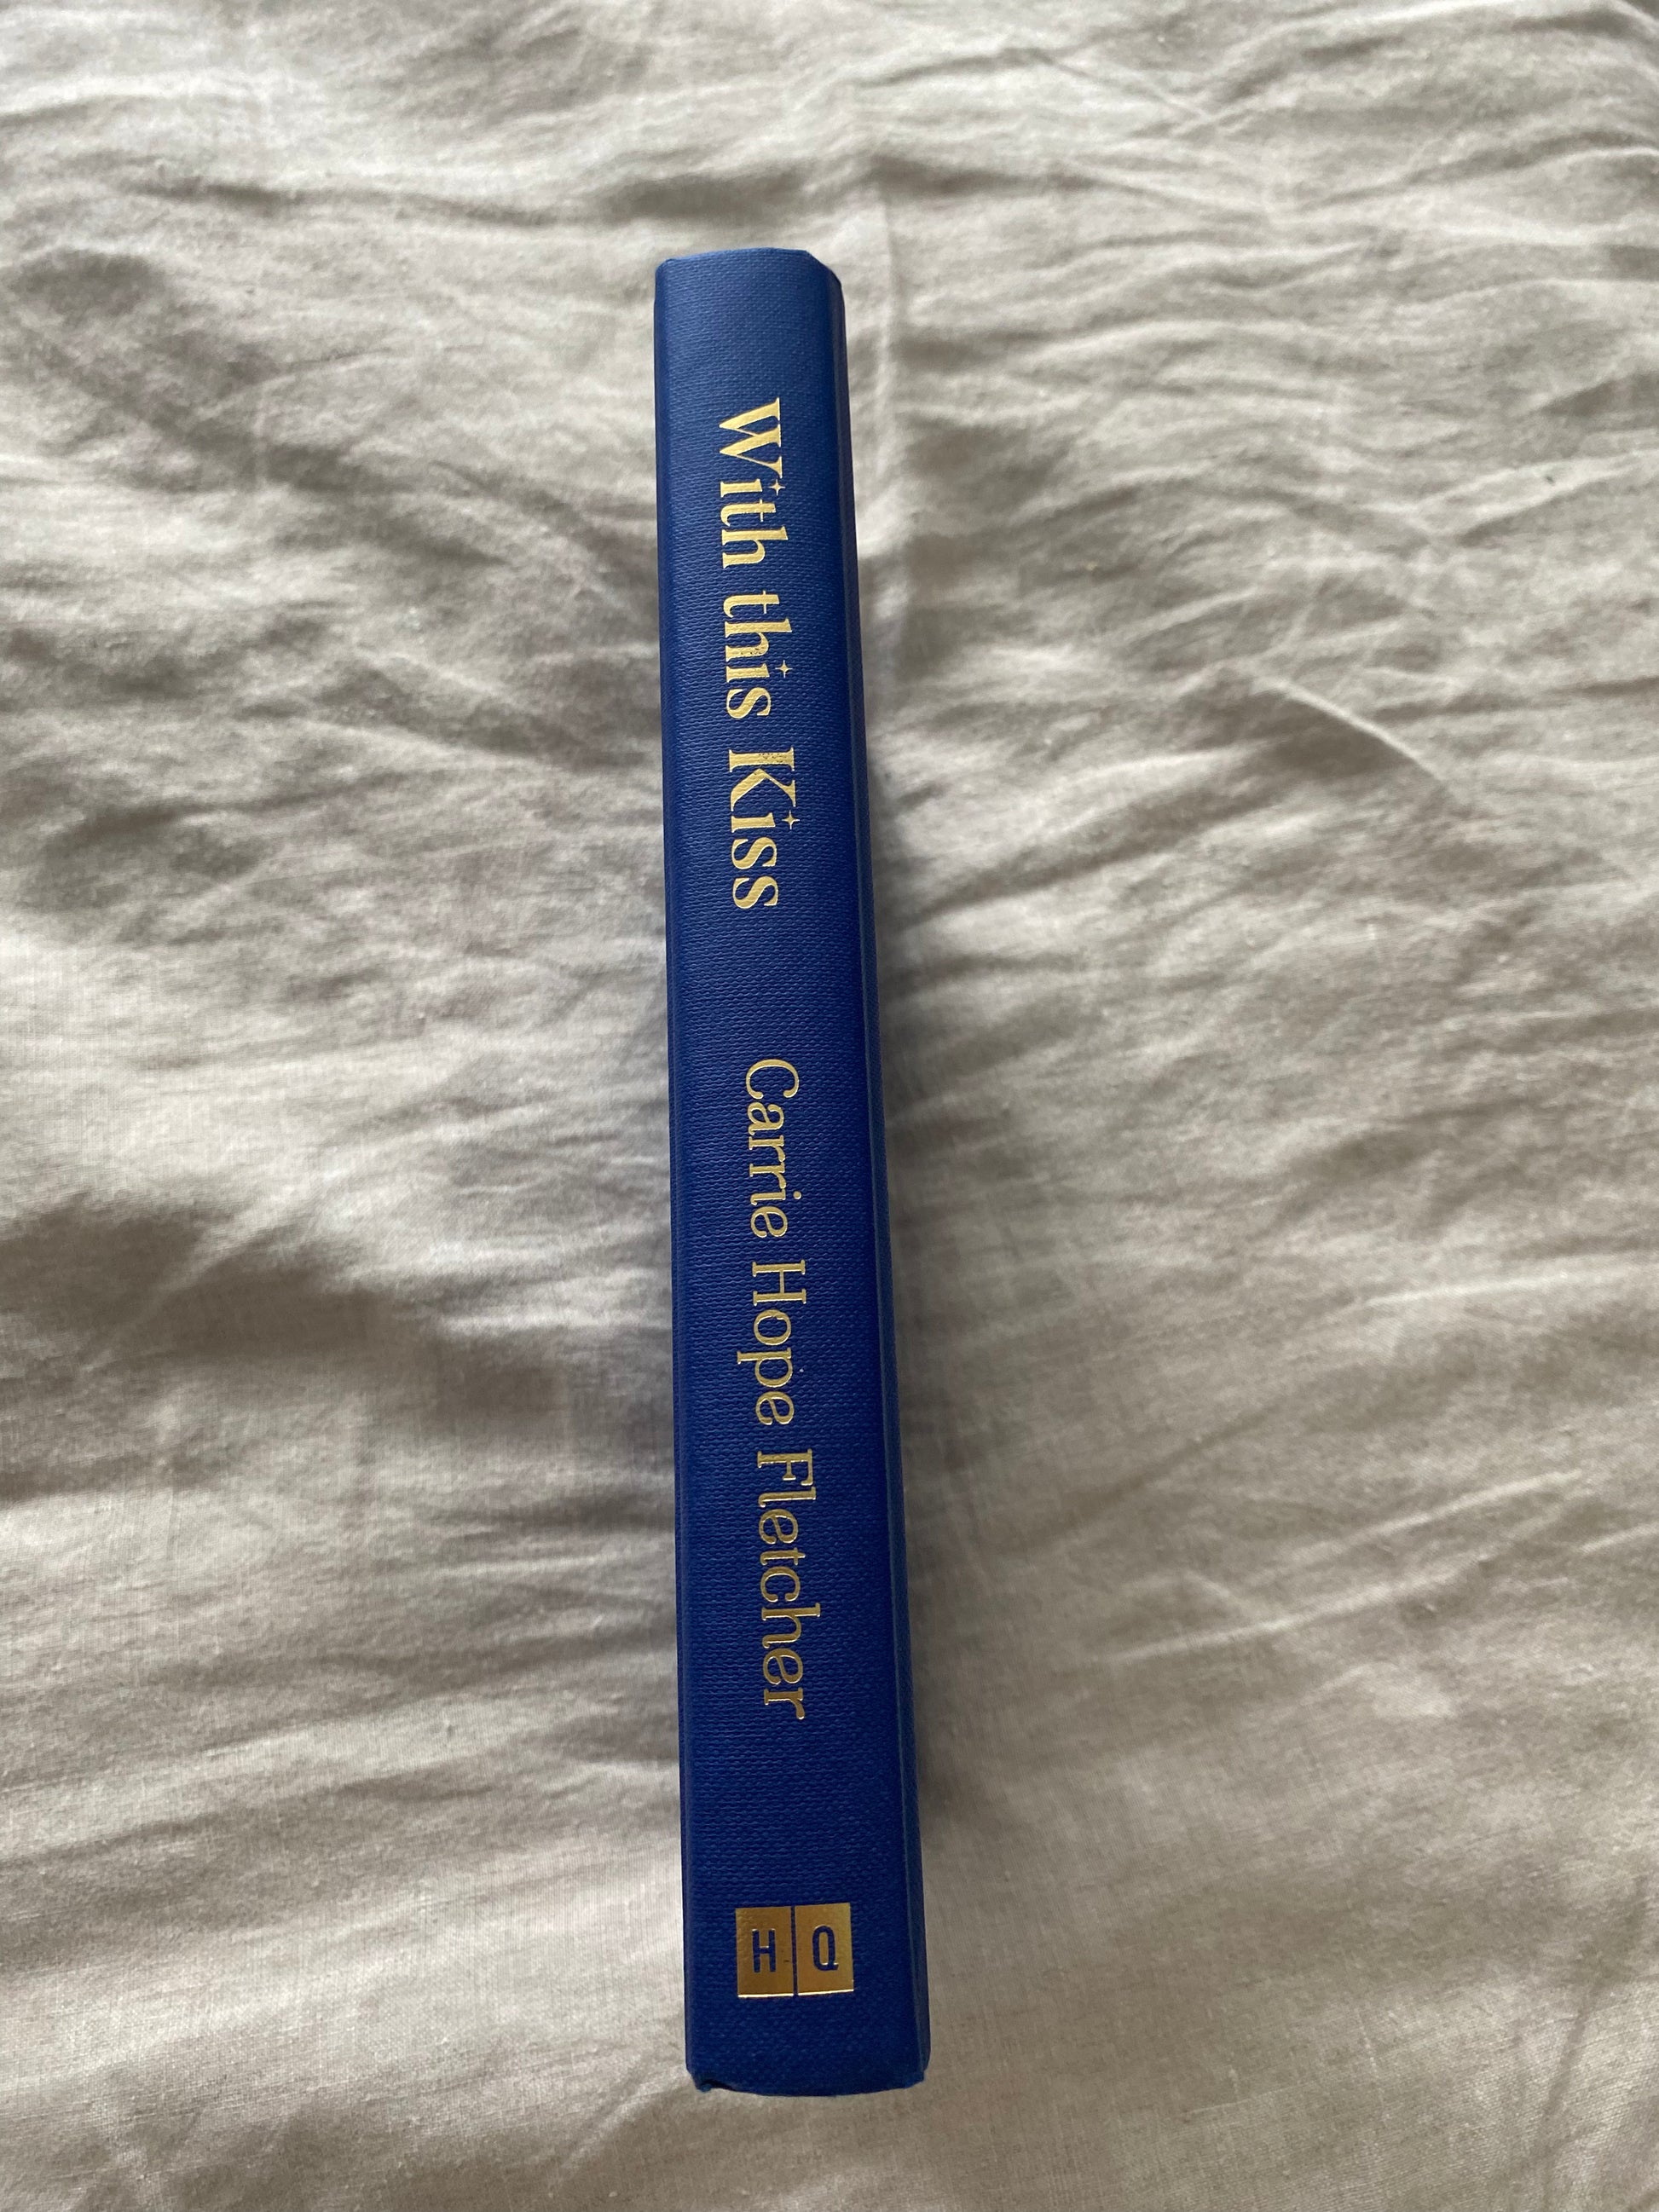 With this Kiss
Carrie Hope Fletcher
HQ